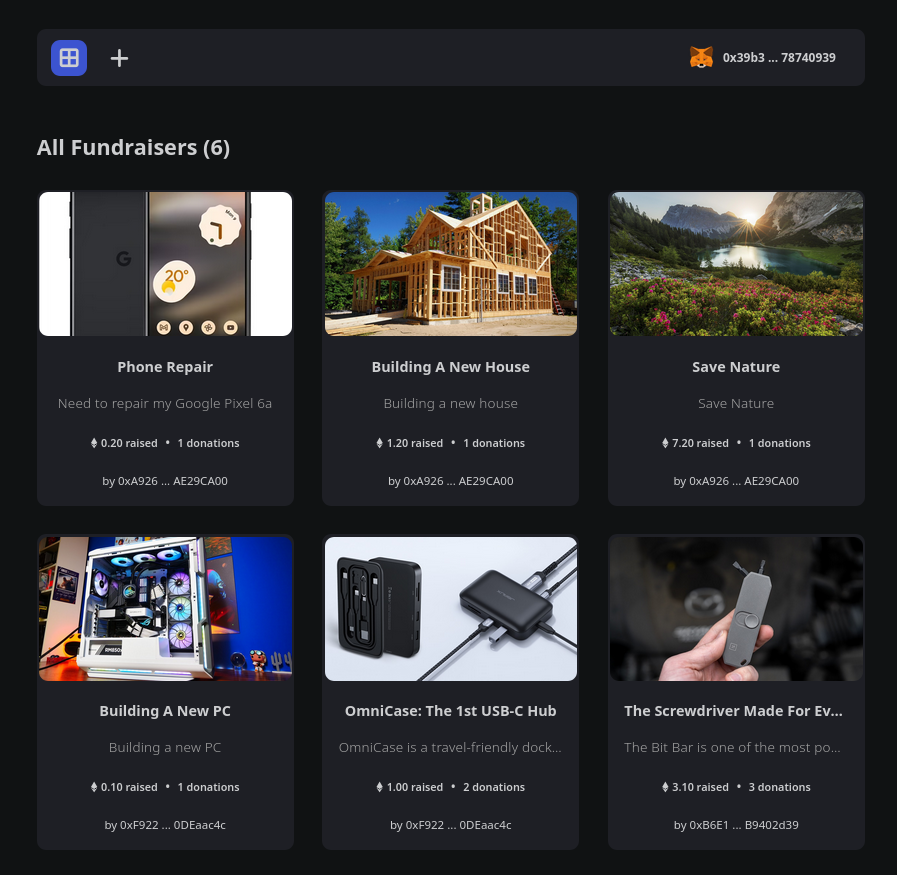 0x39b3 ... 78740939
All Fundraisers (6)
20°
Phone Repair
Need to repair my Google Pixel 6a
0.20 raised • 1 donations
by 0xA926 ... AE29CA00
Building A New House
Building a new house
1.20 raised • 1 donations
by 0xA926 ... AE29CA00
Save Nature
Save Nature
7.20 raised • 1 donations
by 0xA926 ... AE29CA00
Building A New PC
Building a new PC
0.10 raised • 1 donations
by 0xF922 ... 0DEaac4c
OmniCase: The 1st USB-C Hub
OmniCase is a travel-friendly dock...
1.00 raised • 2 donations
by 0xF922 ... 0DEaac4c
The Screwdriver Made For Ev...
The Bit Bar is one of the most po...
3.10 raised • 3 donations
by 0xB6E1 ... B9402d39